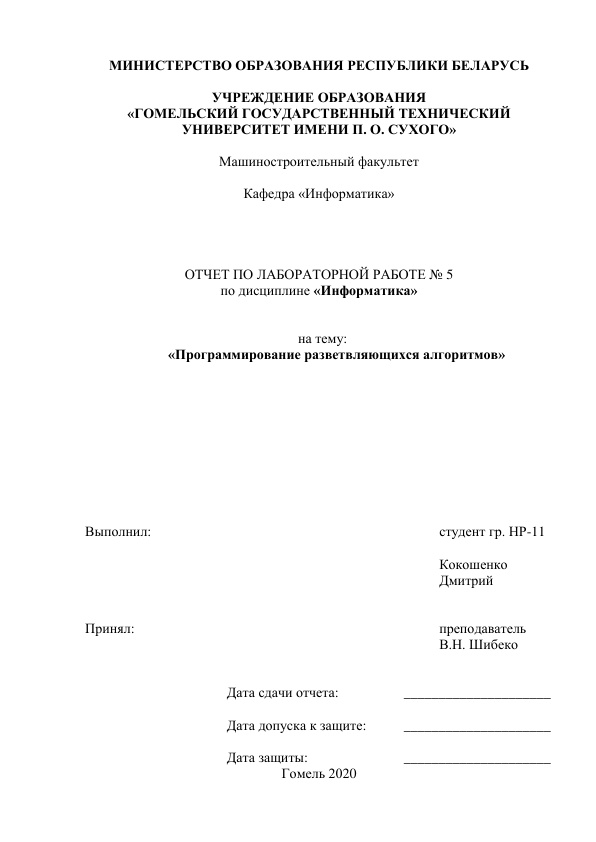 МИНИСТЕРСТВО ОБРАЗОВАНИЯ РЕСПУБЛИКИ БЕЛАРУСЬ
УЧРЕЖДЕНИЕ ОБРАЗОВАНИЯ
«ГОМЕЛЬСКИЙ ГОСУДАРСТВЕННЫЙ ТЕХНИЧЕСКИЙ
УНИВЕРСИТЕТ ИМЕНИ П. О. СУХОГО»
Машиностроительный факультет
Кафедра «Информатика»
ОТЧЕТ ПО ЛАБОРАТОРНОЙ РАБОТЕ № 5
по дисциплине «Информатика»
на тему:
«Программирование разветвляющихся алгоритмов»
Выполнил: студент гр. НР-11
Кокошенко
Дмитрий
Принял: преподаватель
В.Н. Шибеко
Дата сдачи отчета: _____________________
Дата допуска к защите: _____________________
Дата защиты: _____________________
Гомель 2020